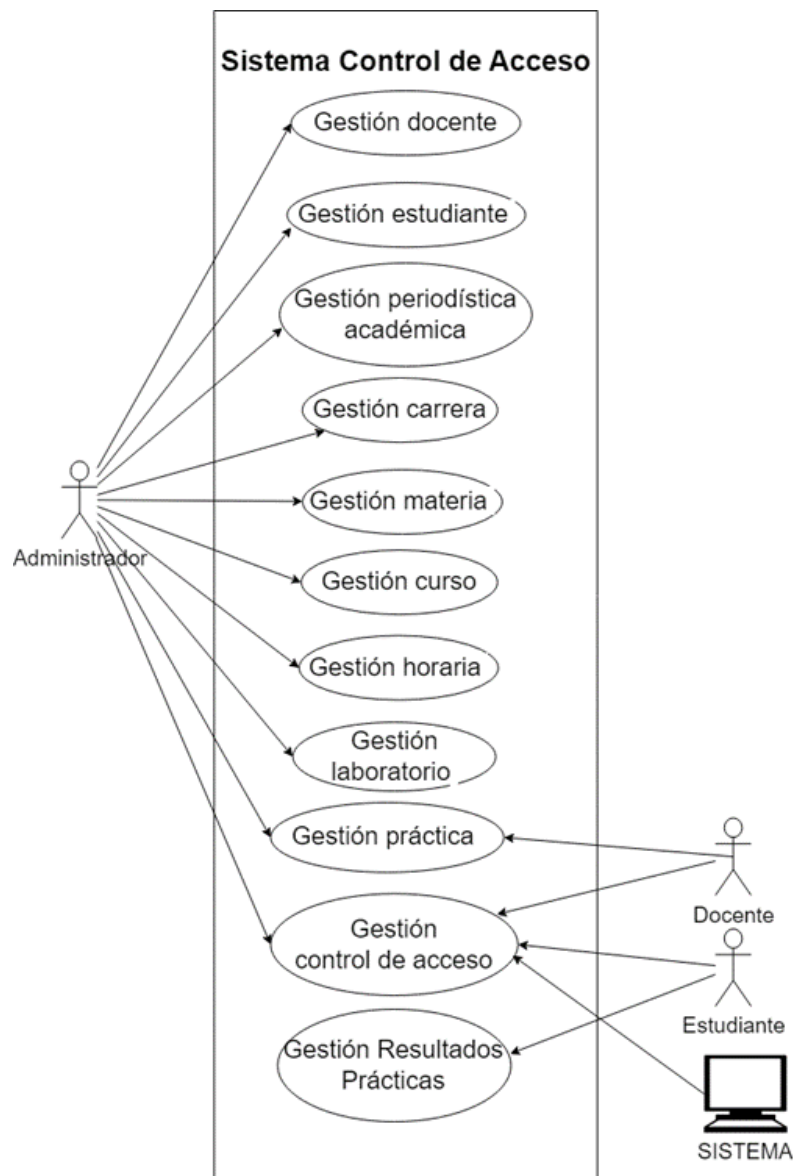 Sistema Control de Acceso
Gestión docente
Gestión estudiante
Gestión periodística
académica
Gestión carrera
Gestión materia
Administrador
Gestión curso
Gestión horaria
Gestión
laboratorio
Gestión práctica
Docente
Gestión
control de acceso
Estudiante
Gestión Resultados
Prácticas
SISTEMA